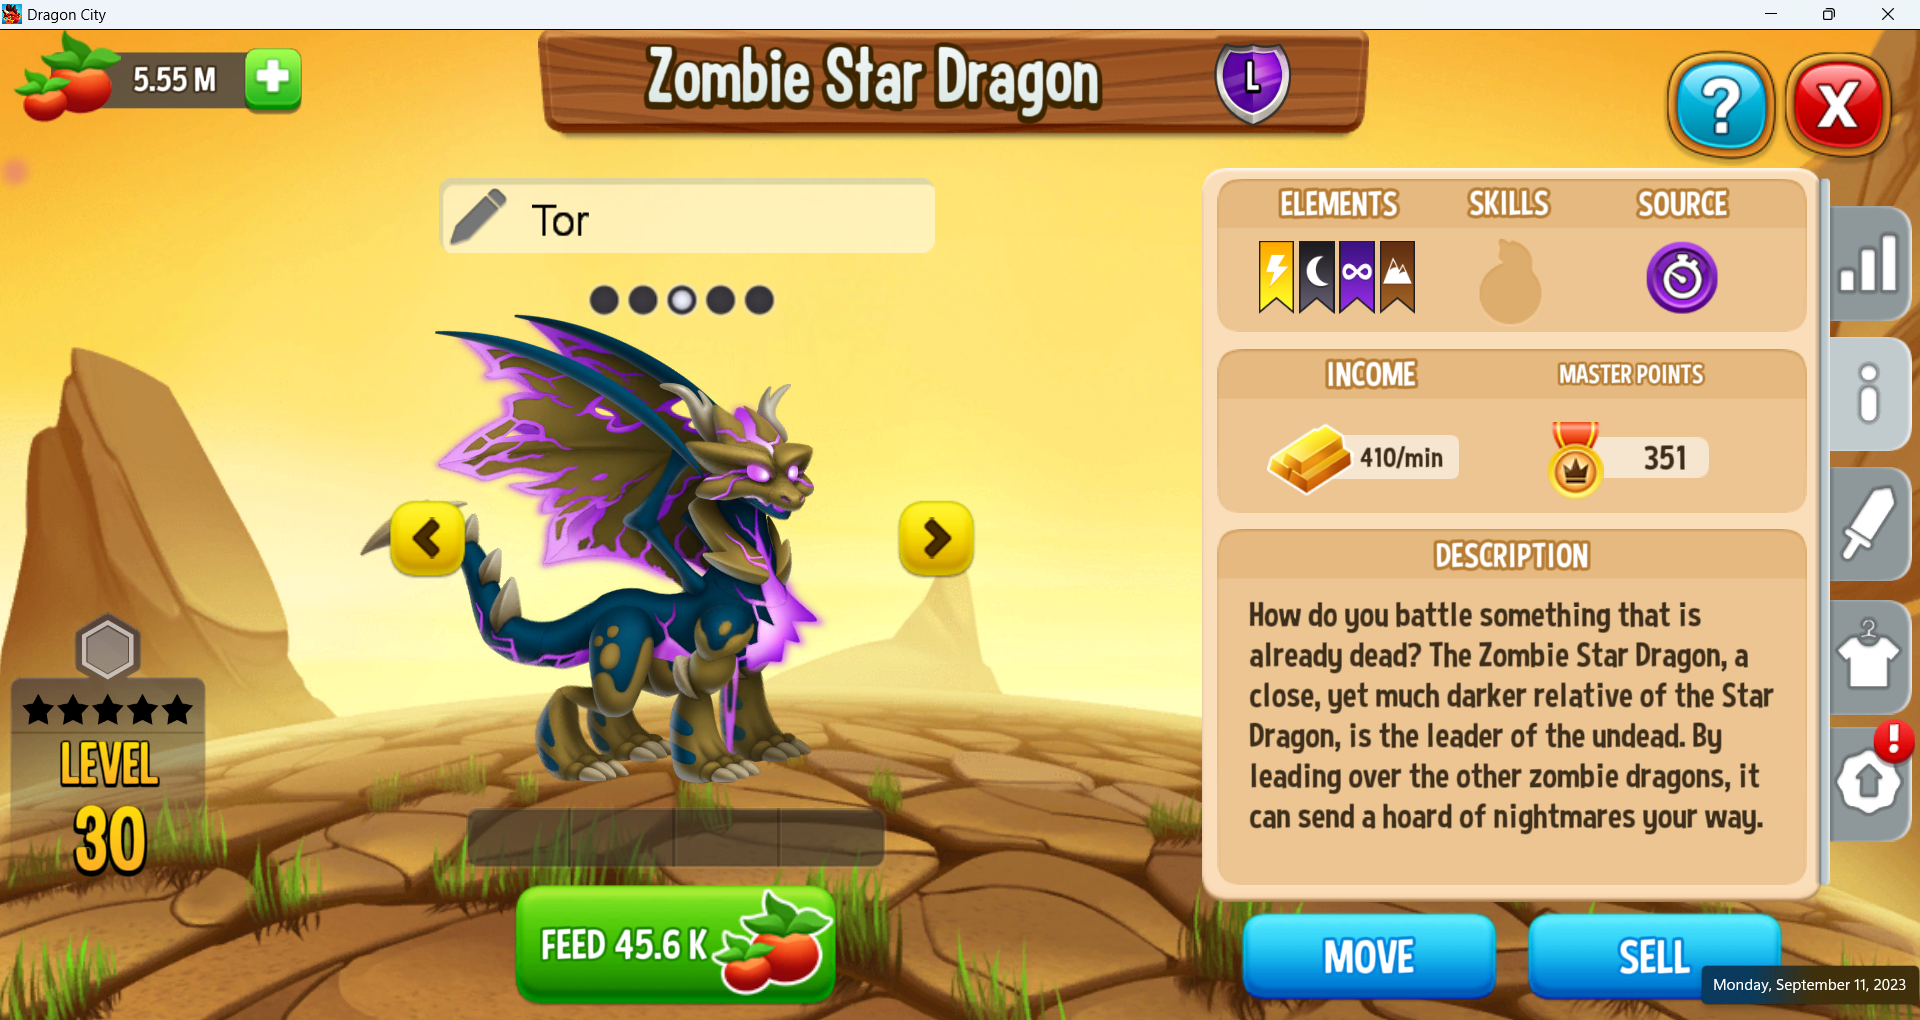 Dragon City
5.55 M
Zombie Star Dragon
L
?
X
Tor
ELEMENTS
SKILLS
SOURCE
INCOME
MASTER POINTS
410/min
351
DESCRIPTION
How do you battle something that is
already dead? The Zombie Star Dragon, a
close, yet much darker relative of the Star
Dragon, is the leader of the undead. By
leading over the other zombie dragons, it
can send a hoard of nightmares your way.
LEVEL
30
FEED 45.6 K
MOVE
SELL
Monday, September 11, 2023